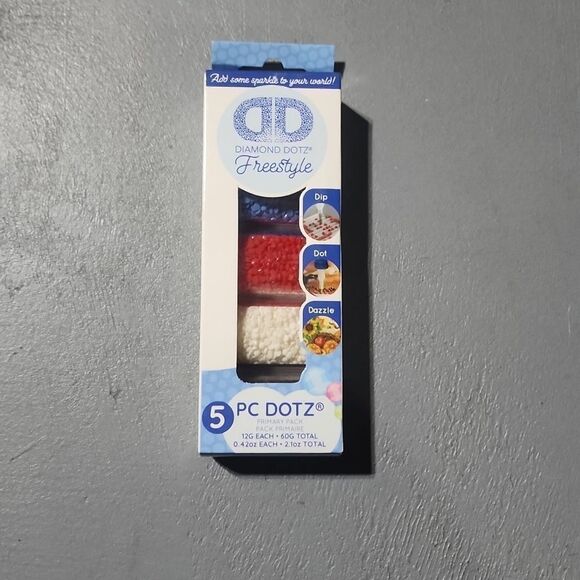 Add some sparkle to your world!
DD
DIAMOND DOTZ®
Freestyle
Dip
Dot
Dazzle
5 PC DOTZ®
PRIMARY PACK
PACK PRIMAIRE
12G EACH • 60G TOTAL
0.42oz EACH • 2.1oz TOTAL